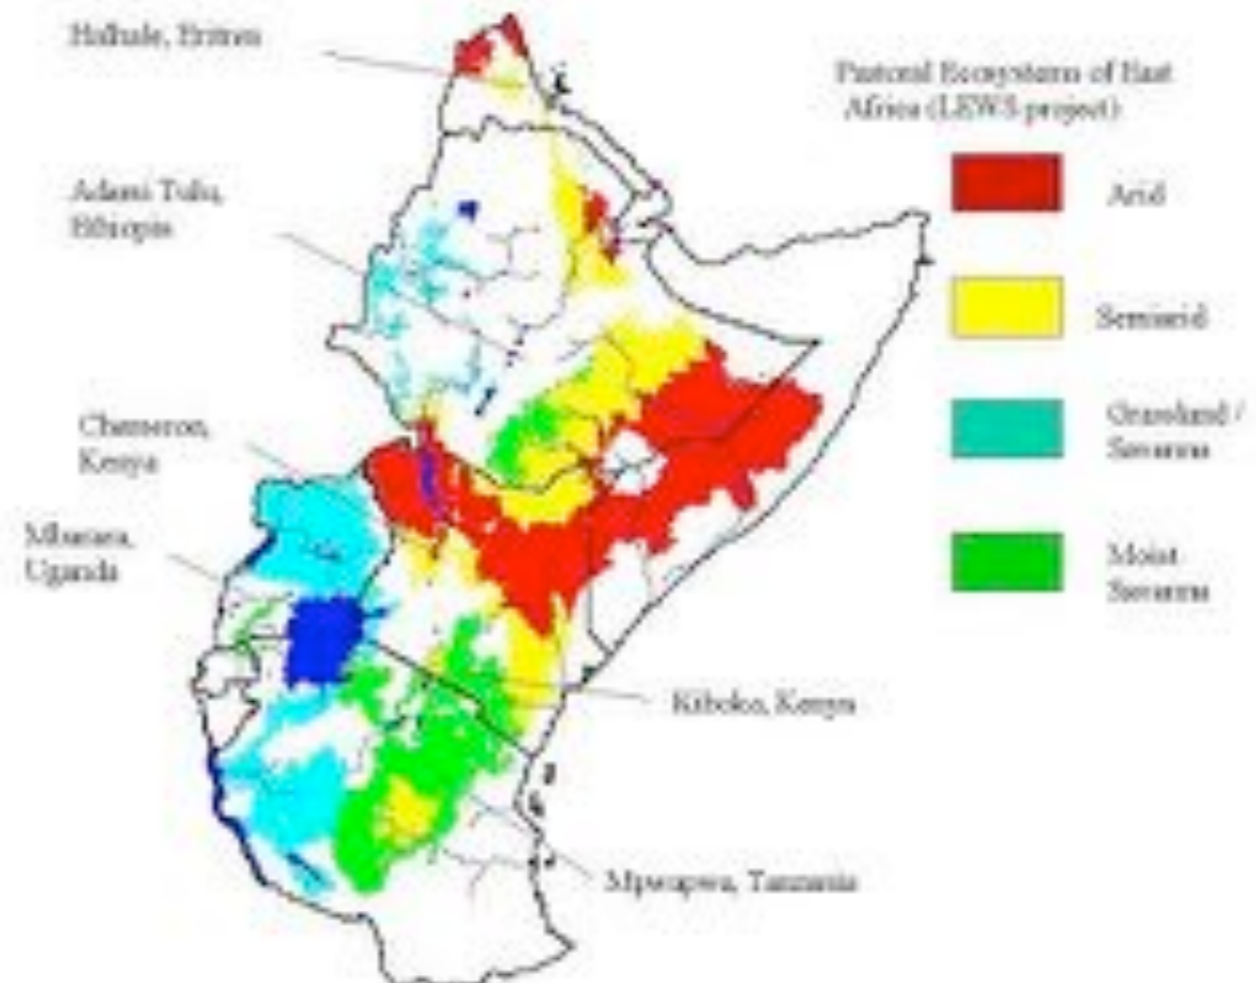 Halhale, Eritrea
Pastoral Ecosystems of East
Africa (LEWS project)
Arid
Adami Tulu,
Ethiopia
Semiarid
Chemeron,
Kenya
Grassland /
Savanna
Mbarara,
Uganda
Moist
Savanna
Kiboko, Kenya
Mpwapwa, Tanzania